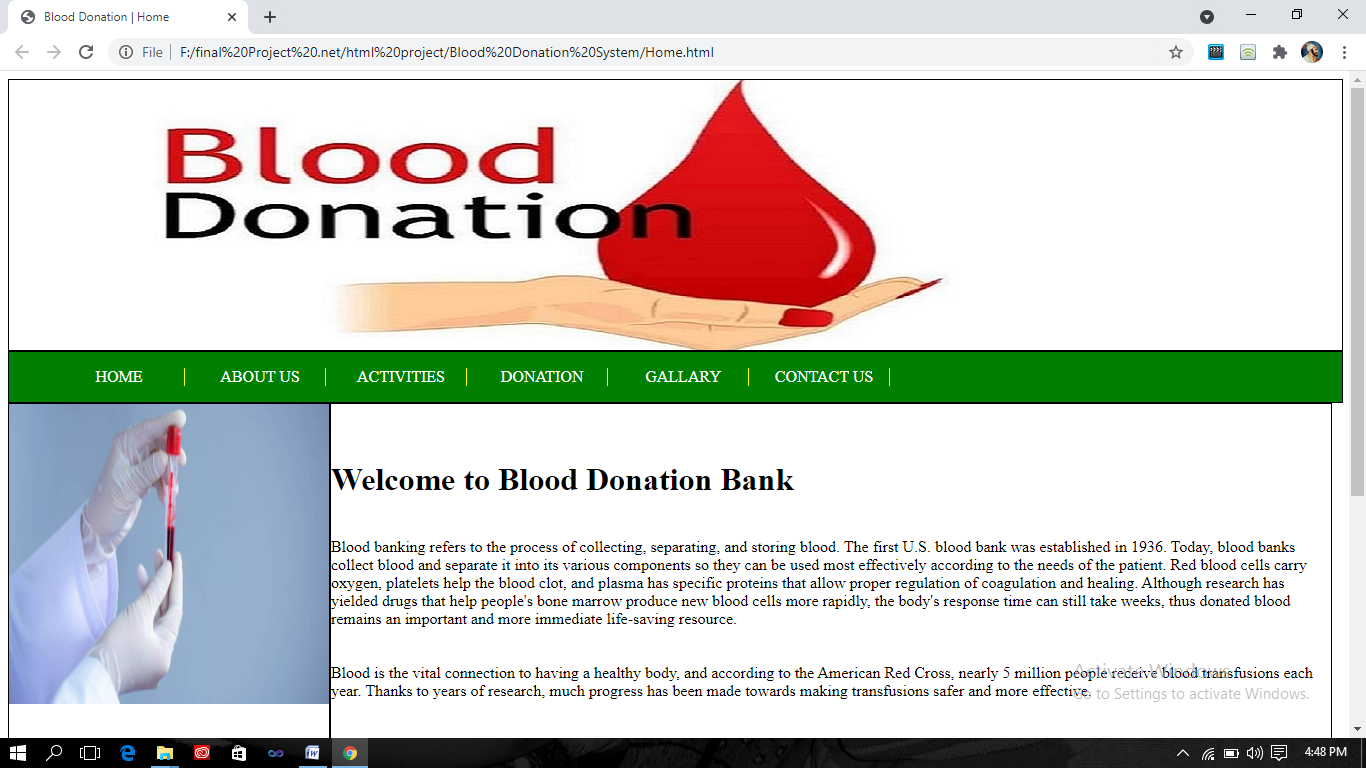 Blood Donation | Home
File
F:/final%20Project%20.net/html%20project/Blood%20Donation%20System/Home.html
Blood
Donation
HOME
ABOUT US
ACTIVITIES
DONATION
GALLARY
CONTACT US
Welcome to Blood Donation Bank
Blood banking refers to the process of collecting, separating, and storing blood. The first U.S. blood bank was established in 1936. Today, blood banks
collect blood and separate it into its various components so they can be used most effectively according to the needs of the patient. Red blood cells carry
oxygen, platelets help the blood clot, and plasma has specific proteins that allow proper regulation of coagulation and healing. Although research has
yielded drugs that help people's bone marrow produce new blood cells more rapidly, the body's response time can still take weeks, thus donated blood
remains an important and more immediate life-saving resource.
Blood is the vital connection to having a healthy body, and according to the American Red Cross, nearly 5 million people receive blood transfusions each
year. Thanks to years of research, much progress has been made towards making transfusions safer and more effective.
Activate Windows
Go to Settings to activate Windows.
4:48 PM